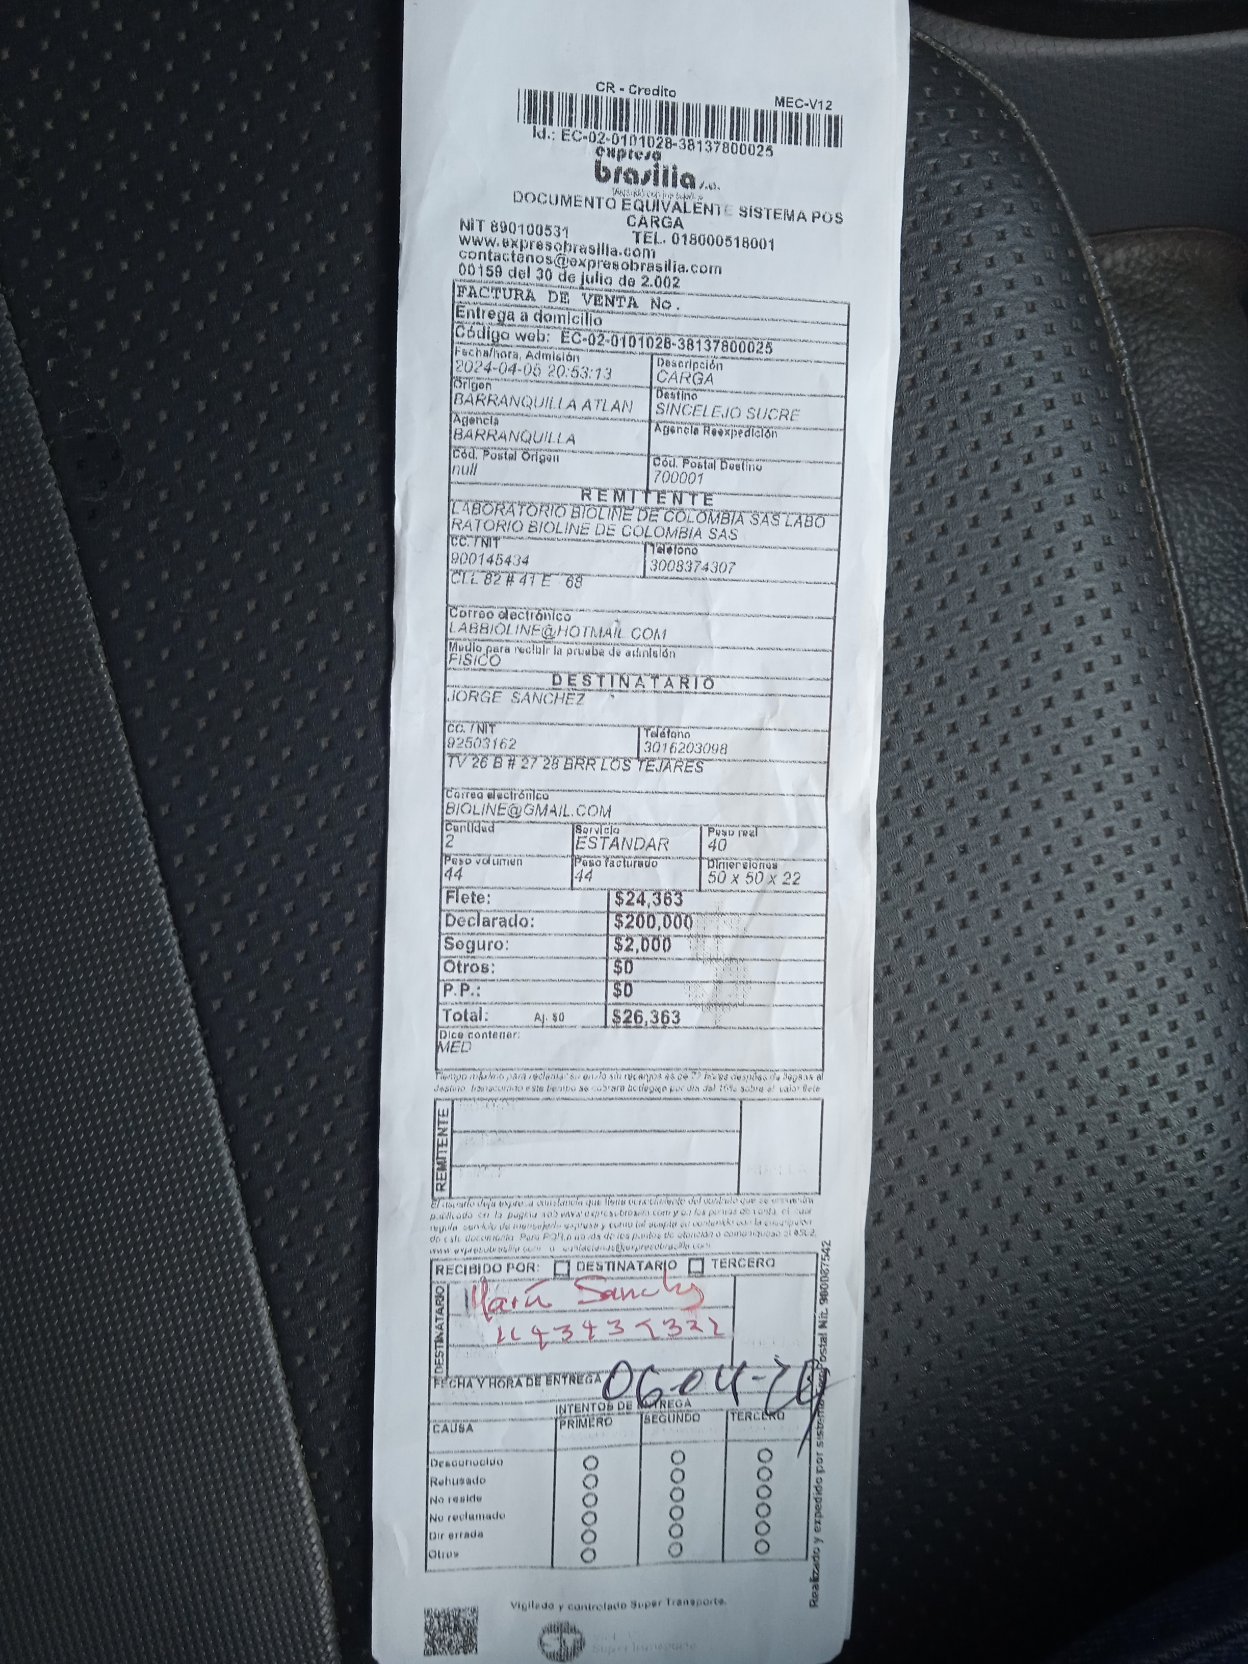 CR - Credito
MEC-V12
Id.: EC-02-0101028-38137800025
expreso
brasilia s.a.
DOCUMENTO EQUIVALENTE SISTEMA POS
CARGA
NIT 890100531
TEL. 018000518001
www.expresobrasilia.com
contactenos@expresobrasilia.com
00159 del 30 de julio de 2.002
FACTURA DE VENTA No.
Entrega a domicilio
Código web: EC-02-0101028-38137800025
Fecha/hora, Admisión
2024-04-05 20:53:13
Descripción
CARGA
Origen
BARRANQUILLA ATLAN
Destino
SINCELEJO SUCRE
Agencia
BARRANQUILLA
Agencia Reexpedición
Cód. Postal Origen
null
Cód. Postal Destino
700001
REMITENTE
LABORATORIO BIOLINE DE COLOMBIA SAS LABO
RATORIO BIOLINE DE COLOMBIA SAS
CC. / NIT
900145434
Teléfono
3008374307
CLL 82 # 41 E 68
Correo electrónico
LABBIOLINE@HOTMAIL.COM
Medio para recibir la prueba de admisión
FISICO
DESTINATARIO
JORGE SANCHEZ
CC. / NIT
92503162
Teléfono
3016203098
TV 26 B # 27 28 BRR LOS TEJARES
Correo electrónico
BIOLINE@GMAIL.COM
Cantidad
2
Servicio
ESTANDAR
Peso real
40
Peso volumen
44
Peso facturado
44
Dimensiones
50 x 50 x 22
Flete: $24,363
Declarado: $200,000
Seguro: $2,000
Otros: $0
P.P.: $0
Total: Aj. $0 $26,363
Dice contener:
MED
REMITENTE
RECIBIDO POR: DESTINATARIO TERCERO
DESTINATARIO
FECHA Y HORA DE ENTREGA 06-04-24
INTENTOS DE ENTREGA
CAUSA
PRIMERO
SEGUNDO
TERCERO
Desconocido
Rehusado
No reside
No reclamado
Dir errada
Otros
Vigilado y controlado Super Transporte.